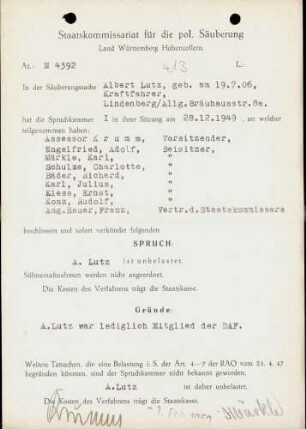 Staatskommissariat für die pol. Säuberung
Land Württemberg Hohenzollern
Az.: N 4392 413 L:
In der Säuberungssache Albert Lutz, geb. am 19.7.06,
Kraftfahrer,
Lindenberg/Allg.Bräuhausstr.8a.
hat die Spruchkammer I in ihrer Sitzung am 28.12.1949 , an welcher
teilgenommen haben:
Assessor K r u m m, Vorsitzender,
Engelfried, Adolf, Beisitzer,
Märkle, Karl, "
Schulze, Charlotte, "
Bäder, Richard, "
Karl, Julius, "
Kiess, Ernst, "
Konz, Rudolf, "
Ang.Bauer,Franz, Vertr.d.Staatskommissars
beschlossen und sofort verkündet folgenden
SPRUCH:
A. Lutz ist unbelastet.
Sühnemaßnahmen werden nicht angeordnet.
Die Kosten des Verfahrens trägt die Staatskasse.
Gründe:
A.Lutz war lediglich Mitglied der DAF.
Weitere Tatsachen, die eine Belastung i. S. der Art. 4–7 der RAO vom 25. 4. 47
begründen könnten, sind der Spruchkammer nicht bekannt geworden.
A.Lutz ist daher unbelastet.
Die Kosten des Verfahrens trägt die Staatskasse.
Krumm Märkle